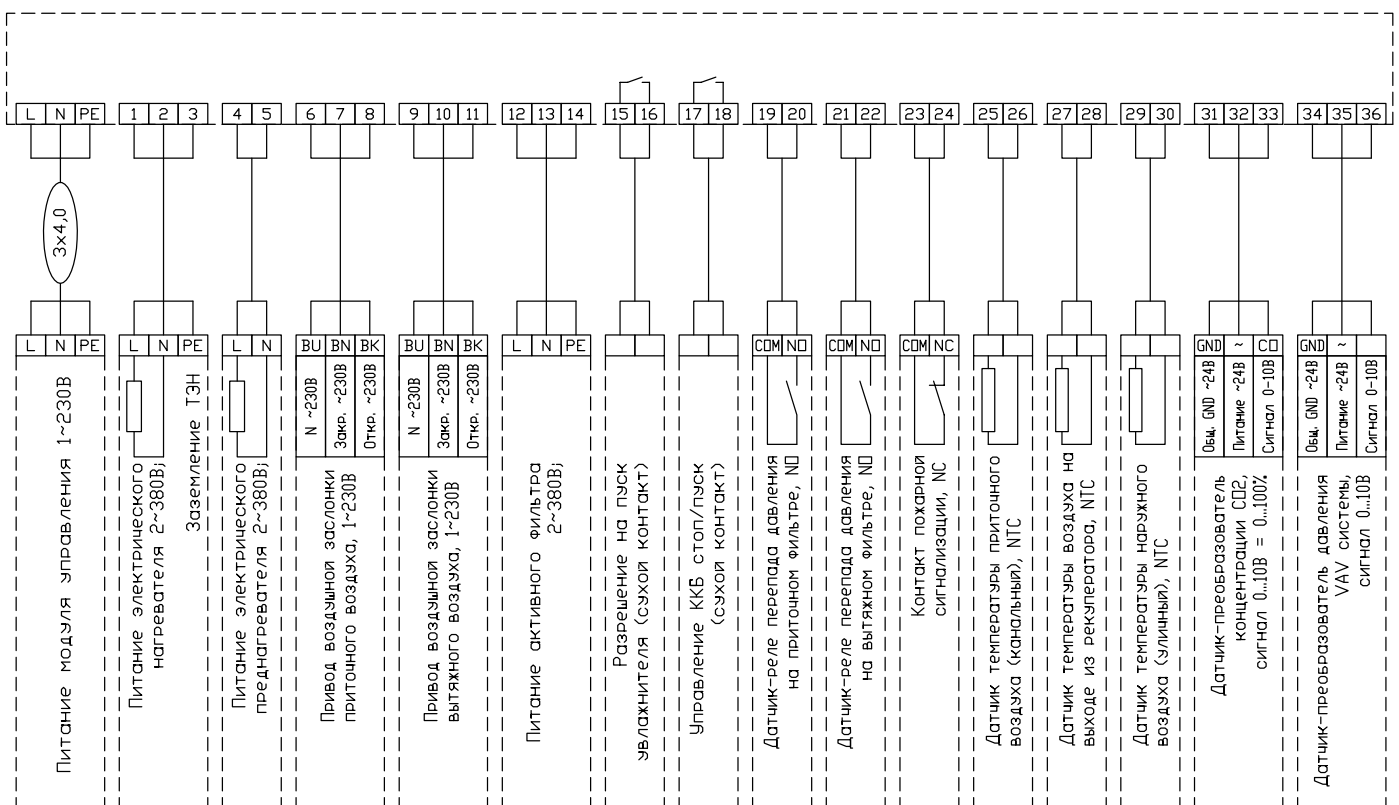 L N PE 1 2 3 4 5 6 7 8 9 10 11 12 13 14 15 16 17 18 19 20 21 22 23 24 25 26 27 28 29 30 31 32 33 34 35 36
3х4,0
L N PE L N PE L N BU BN BK BU BN BK L N PE COM NO COM NO COM NC GND ~ CO GND ~
Питание модуля управления 1~230В
Питание электрического
нагревателя 2~380В;
Заземление ТЭН
Питание электрического
преднагревателя 2~380В;
N ~230В
Закр. ~230В
Откр. ~230В
Привод воздушной заслонки
приточного воздуха, 1~230В
N ~230В
Закр. ~230В
Откр. ~230В
Привод воздушной заслонки
вытяжного воздуха, 1~230В
Питание активного фильтра
2~380В;
Разрешение на пуск
увлажнителя (сухой контакт)
Управление ККБ стоп/пуск
(сухой контакт)
Датчик-реле перепада давления
на приточном фильтре, NO
Датчик-реле перепада давления
на вытяжном фильтре, NO
Контакт пожарной
сигнализации, NC
Датчик температуры приточного
воздуха (канальный), NTC
Датчик температуры воздуха на
выходе из рекуператора, NTC
Датчик температуры наружного
воздуха (уличный), NTC
Общ. GND ~24В
Питание ~24В
Сигнал 0-10В
Датчик-преобразователь
концентрации CO2,
сигнал 0...10В = 0...100%
Общ. GND ~24В
Питание ~24В
Сигнал 0-10В
Датчик-преобразователь давления
VAV системы,
сигнал 0...10В